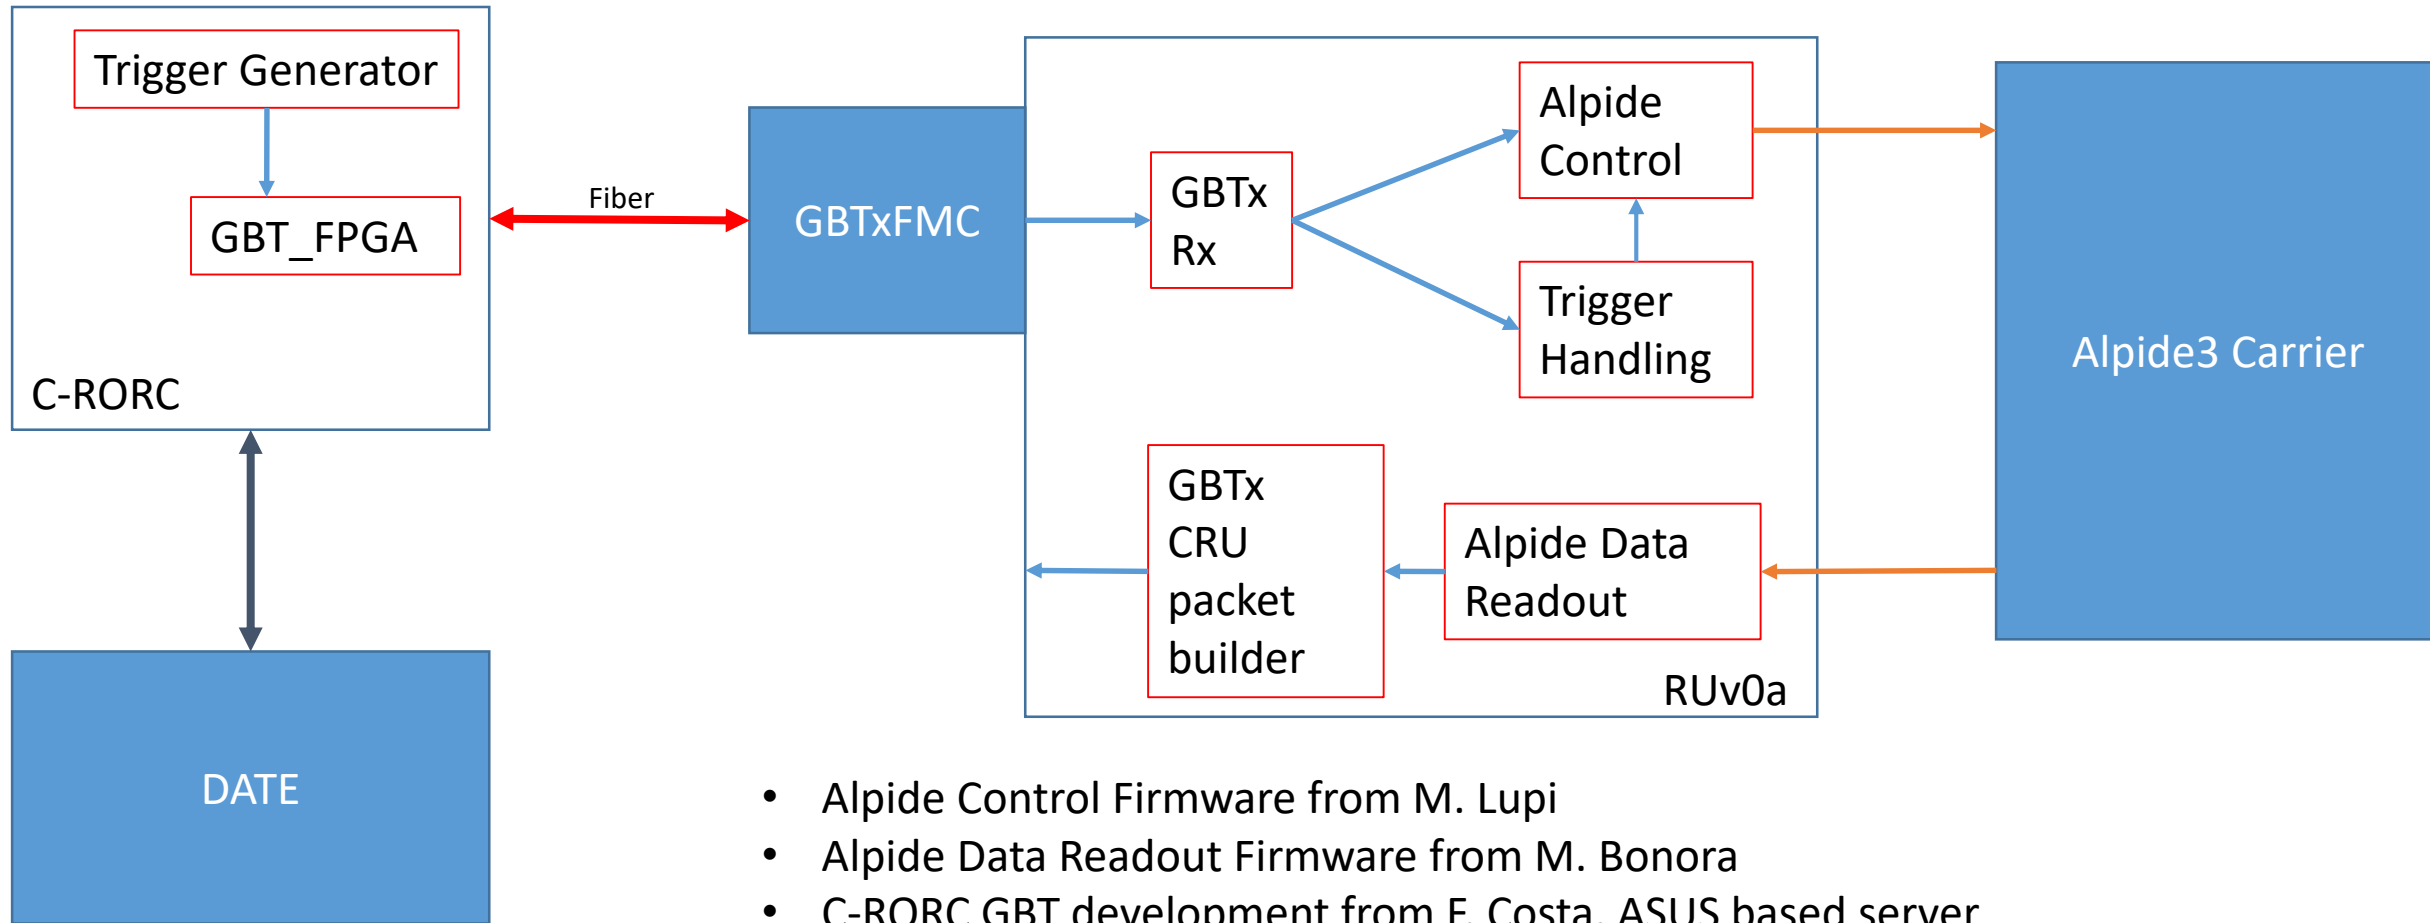 Trigger Generator
GBT_FPGA
C-RORC
Fiber
GBTxFMC
GBTx
Rx
Alpide
Control
Trigger
Handling
Alpide3 Carrier
GBTx
CRU
packet
builder
Alpide Data
Readout
RUv0a
DATE
• Alpide Control Firmware from M. Lupi
• Alpide Data Readout Firmware from M. Bonora
• C-RORC GBT development from F. Costa, ASUS based server